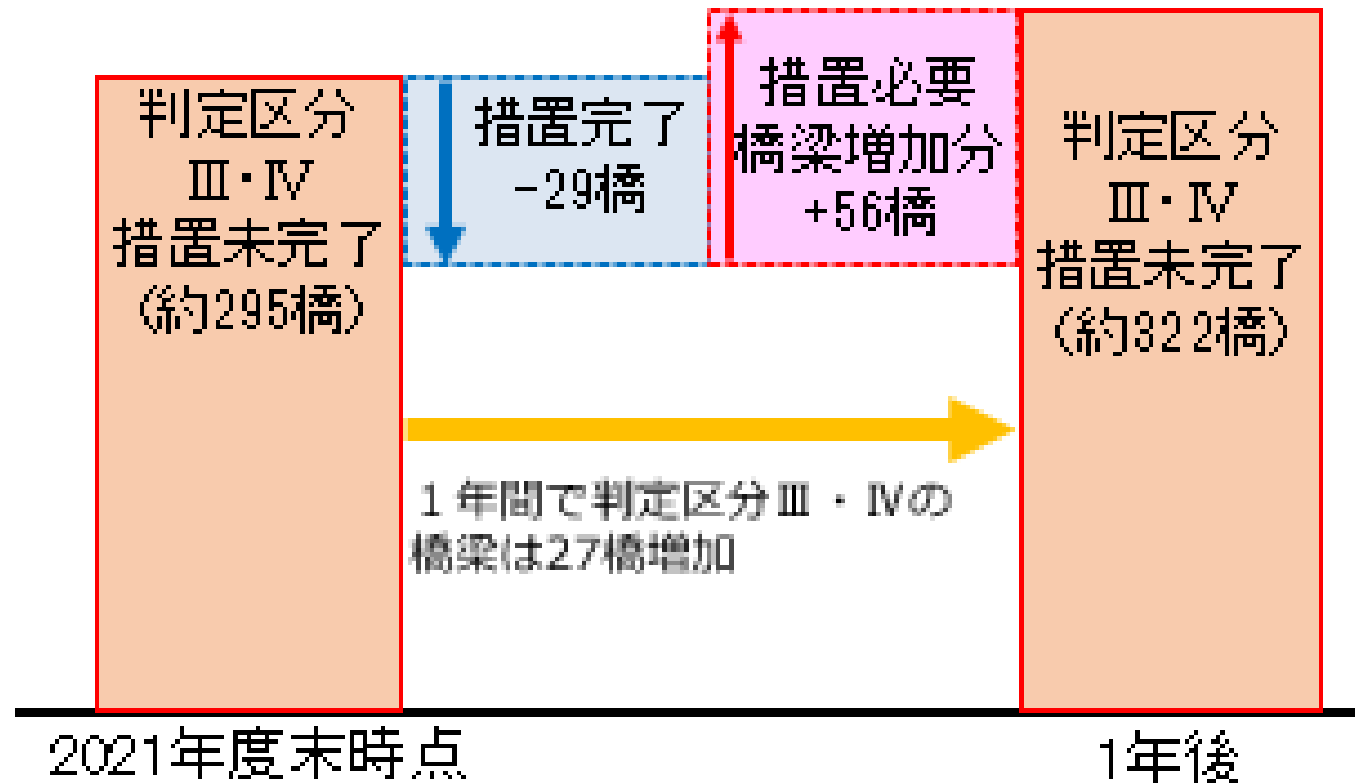 判定区分
Ⅲ・Ⅳ
措置未完了
(約295橋)
措置完了
-29橋
措置必要
橋梁増加分
+56橋
判定区分
Ⅲ・Ⅳ
措置未完了
(約322橋)
1年間で判定区分Ⅲ・Ⅳの
橋梁は27橋増加
2021年度末時点
1年後